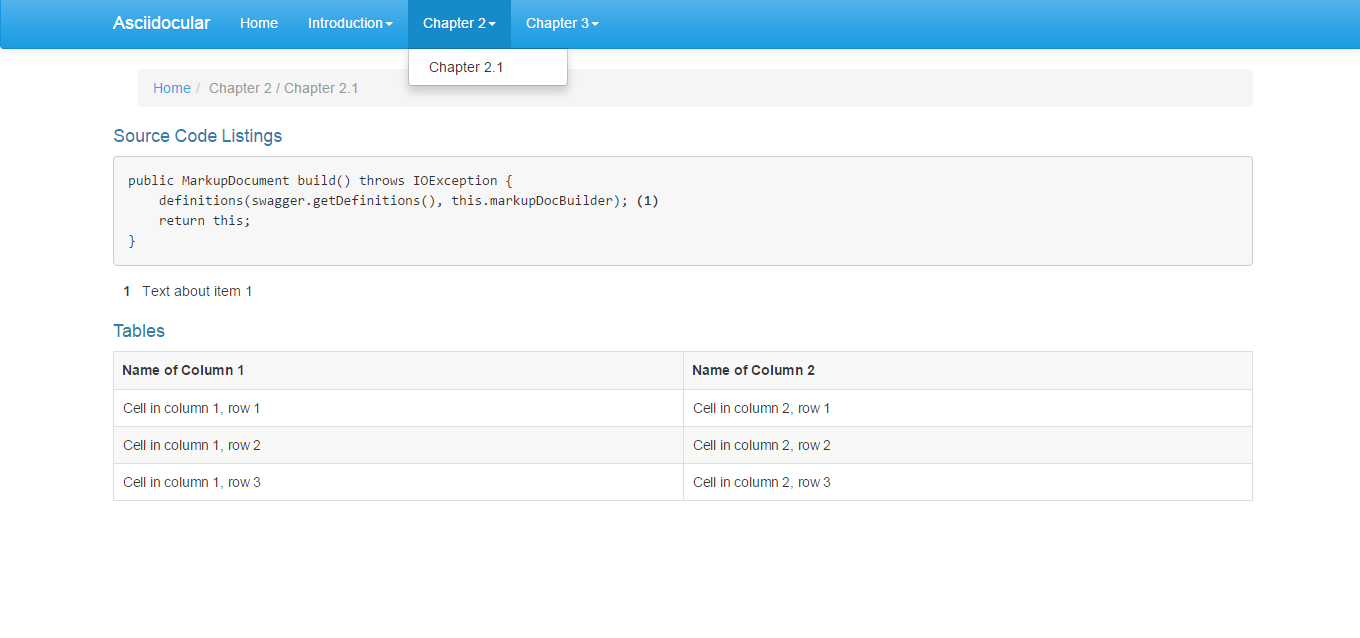 Asciidocular Home Introduction Chapter 2 Chapter 3
Chapter 2.1
Home / Chapter 2 / Chapter 2.1
Source Code Listings
public MarkupDocument build() throws IOException {
    definitions(swagger.getDefinitions(), this.markupDocBuilder); (1)
    return this;
}
1 Text about item 1
Tables
Name of Column 1 Name of Column 2
Cell in column 1, row 1 Cell in column 2, row 1
Cell in column 1, row 2 Cell in column 2, row 2
Cell in column 1, row 3 Cell in column 2, row 3